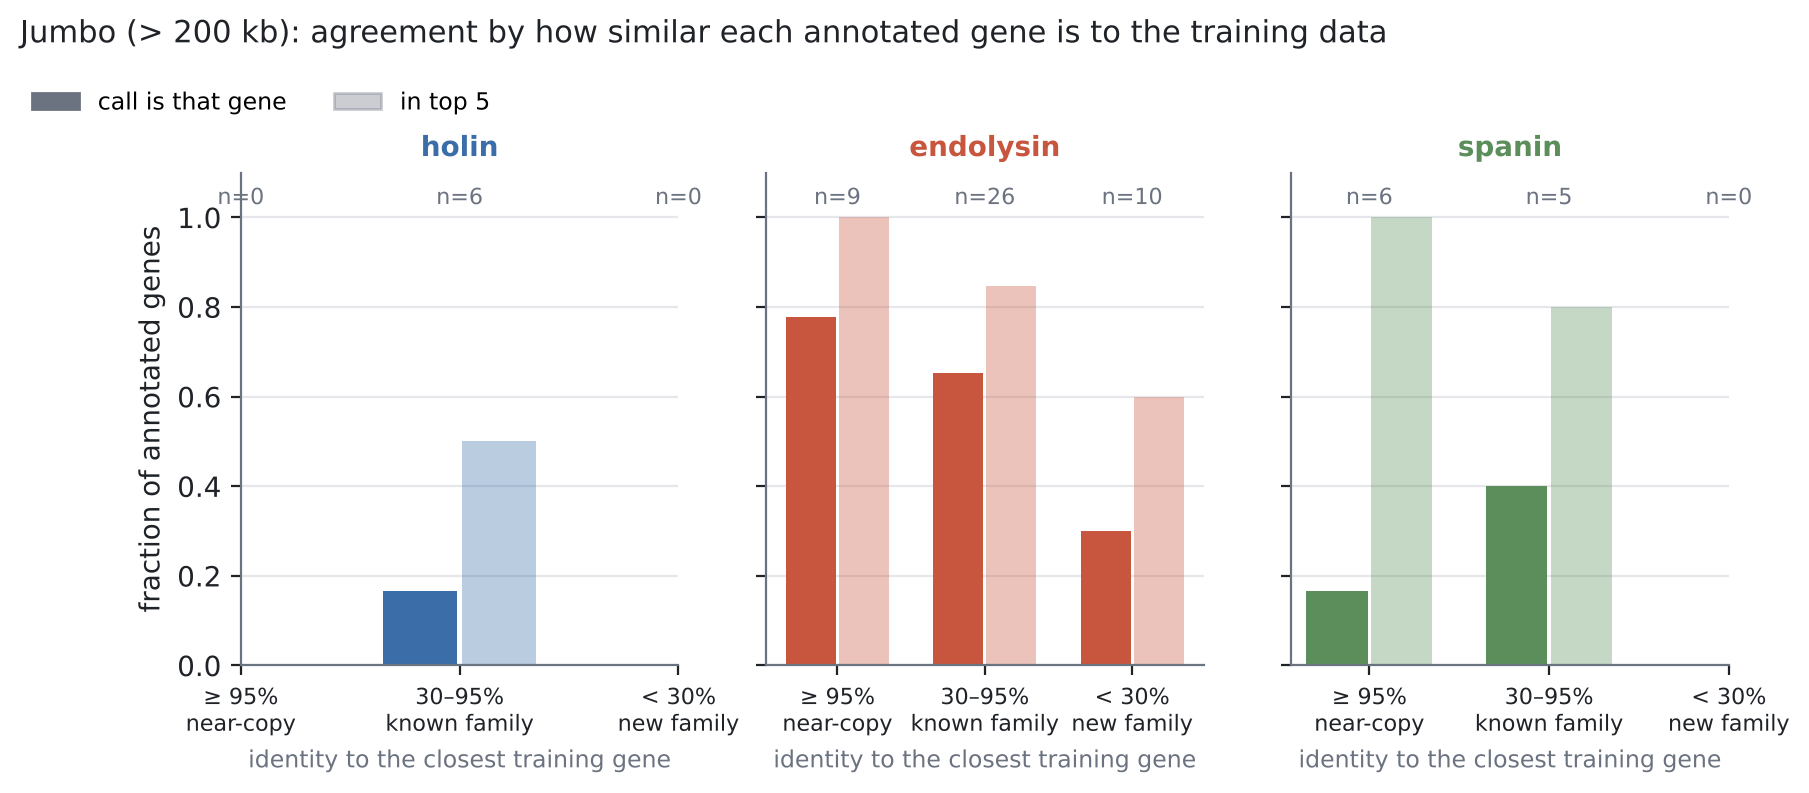 Jumbo (> 200 kb): agreement by how similar each annotated gene is to the training data
call is that gene
in top 5
holin
n=0
n=6
n=0
fraction of annotated genes
1.0
0.8
0.6
0.4
0.2
0.0
≥ 95%
near-copy
30–95%
known family
< 30%
new family
identity to the closest training gene
endolysin
n=9
n=26
n=10
≥ 95%
near-copy
30–95%
known family
< 30%
new family
identity to the closest training gene
spanin
n=6
n=5
n=0
≥ 95%
near-copy
30–95%
known family
< 30%
new family
identity to the closest training gene